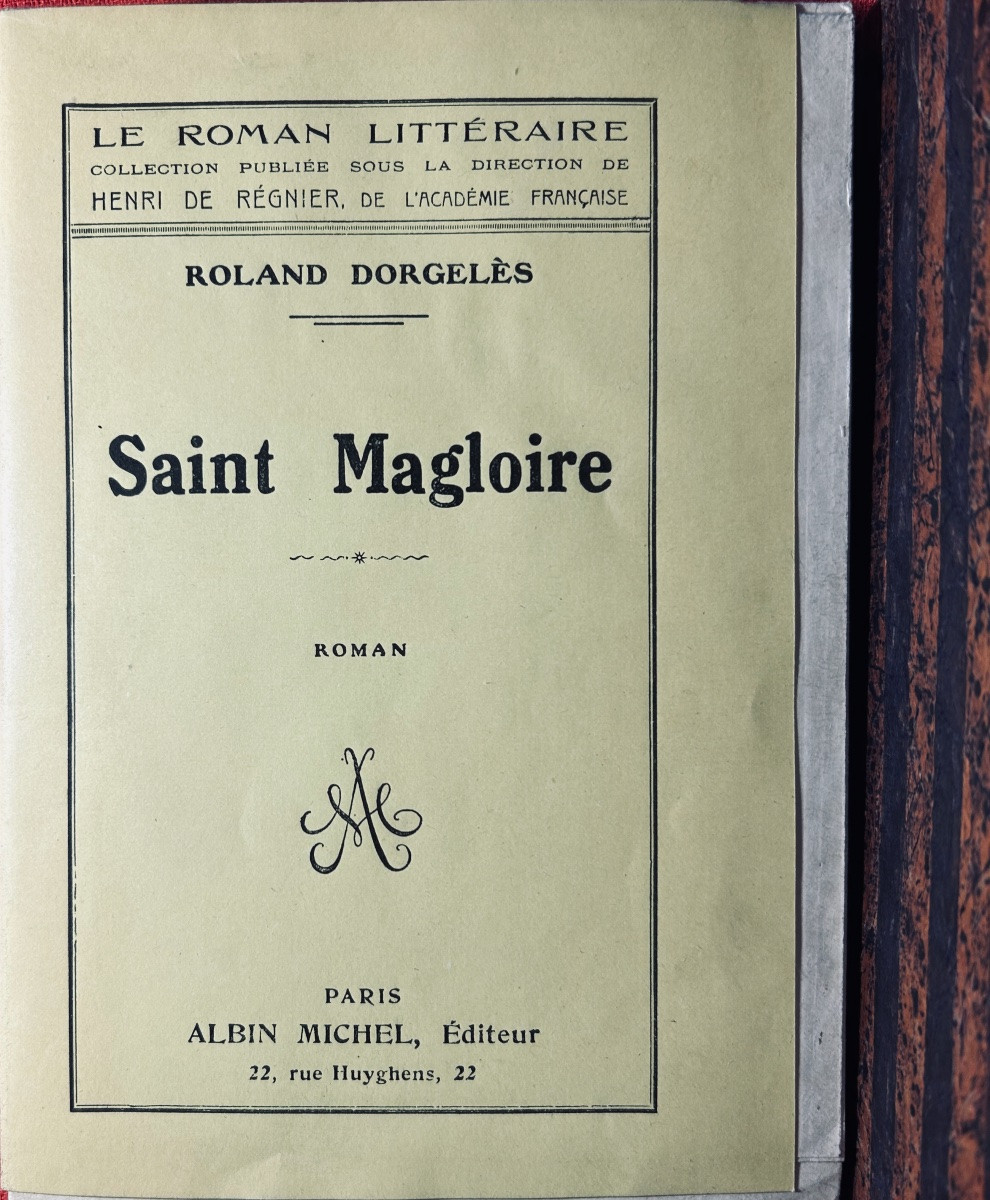 LE ROMAN LITTÉRAIRE
COLLECTION PUBLIÉE SOUS LA DIRECTION DE
HENRI DE RÉGNIER, DE L'ACADÉMIE FRANÇAISE
ROLAND DORGELÈS
Saint Magloire
ROMAN
PARIS
ALBIN MICHEL, Éditeur
22, rue Huyghens, 22